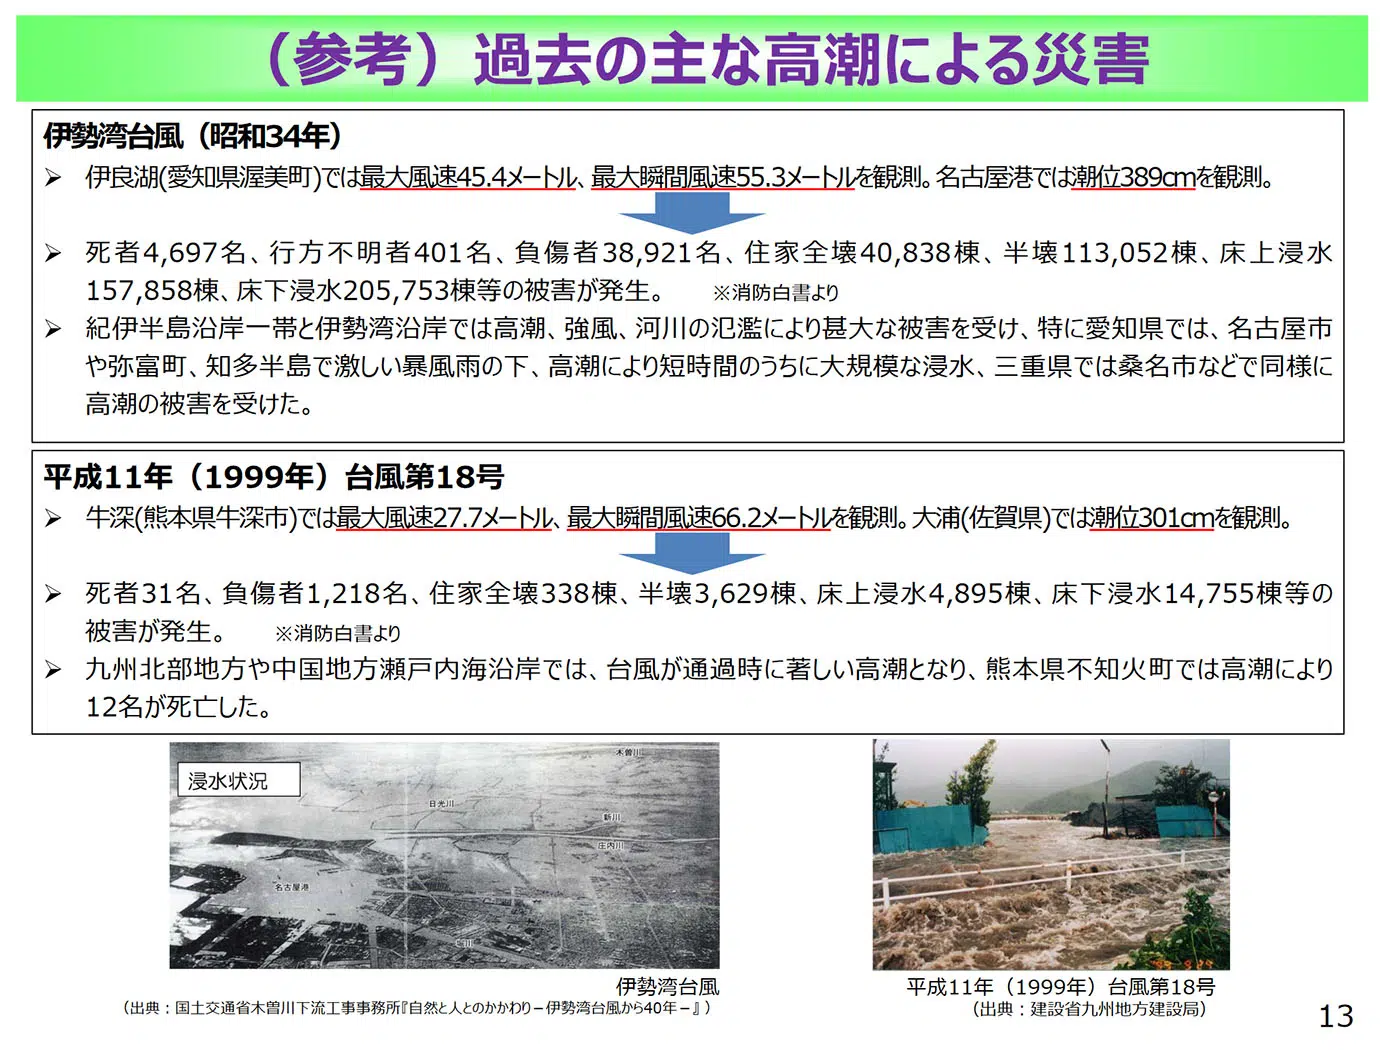 （参考）過去の主な高潮による災害
伊勢湾台風（昭和34年）
➢ 伊良湖(愛知県渥美町)では最大風速45.4メートル、最大瞬間風速55.3メートルを観測。名古屋港では潮位389cmを観測。
➢ 死者4,697名、行方不明者401名、負傷者38,921名、住家全壊40,838棟、半壊113,052棟、床上浸水
157,858棟、床下浸水205,753棟等の被害が発生。 ※消防白書より
➢ 紀伊半島沿岸一帯と伊勢湾沿岸では高潮、強風、河川の氾濫により甚大な被害を受け、特に愛知県では、名古屋市
や弥富町、知多半島で激しい暴風雨の下、高潮により短時間のうちに大規模な浸水、三重県では桑名市などで同様に
高潮の被害を受けた。
平成11年（1999年）台風第18号
➢ 牛深(熊本県牛深市)では最大風速27.7メートル、最大瞬間風速66.2メートルを観測。大浦(佐賀県)では潮位301cmを観測。
➢ 死者31名、負傷者1,218名、住家全壊338棟、半壊3,629棟、床上浸水4,895棟、床下浸水14,755棟等の
被害が発生。 ※消防白書より
➢ 九州北部地方や中国地方瀬戸内海沿岸では、台風が通過時に著しい高潮となり、熊本県不知火町では高潮により
12名が死亡した。
浸水状況
木曽川
日光川
新川
庄内川
名古屋港
伊勢湾台風
（出典：国土交通省木曽川下流工事事務所『自然と人とのかかわり－伊勢湾台風から40年－』）
平成11年（1999年）台風第18号
（出典：建設省九州地方建設局）
13